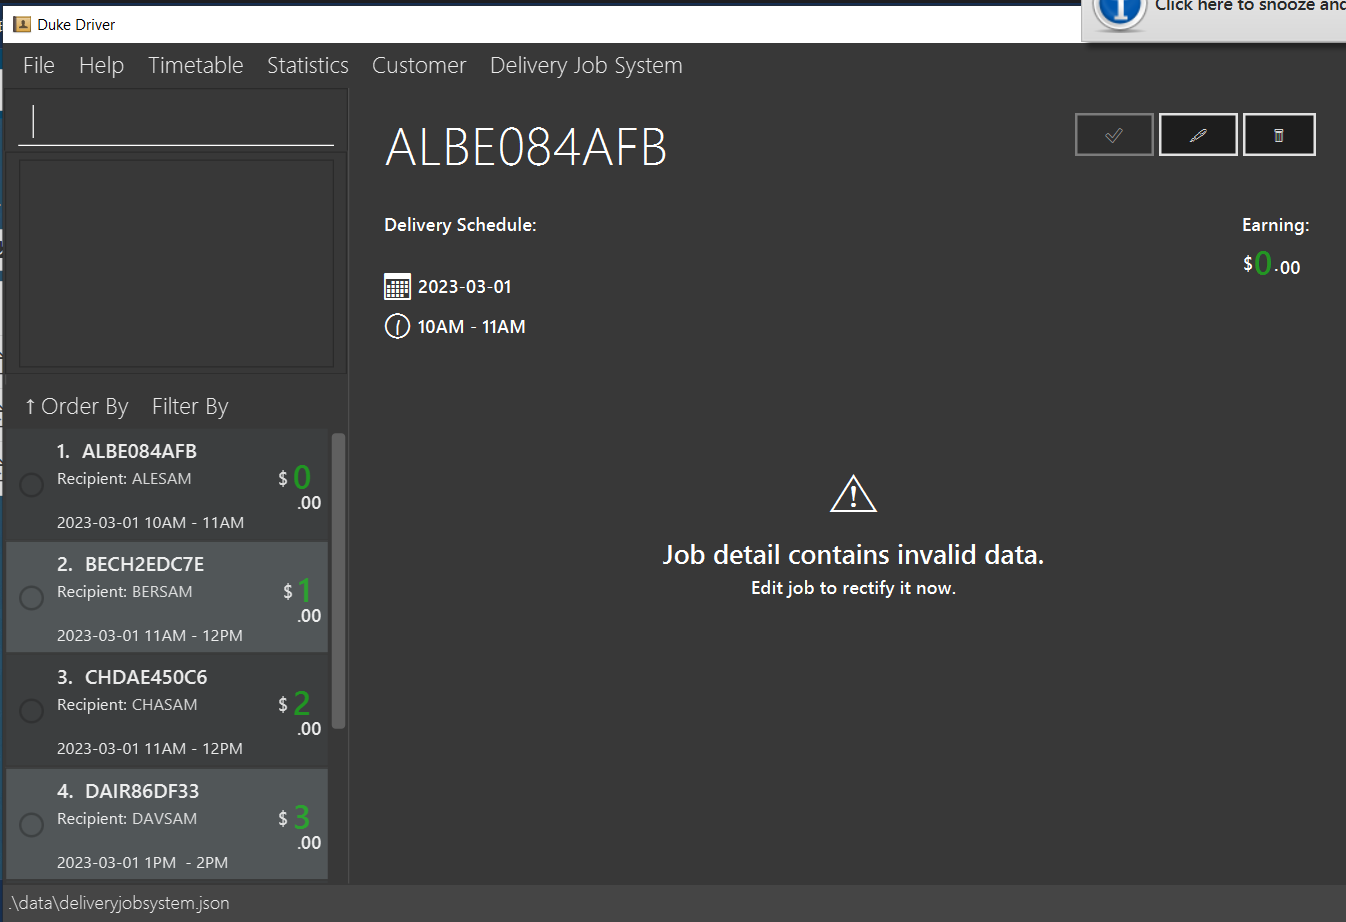 Click here to snooze and
Duke Driver
File Help Timetable Statistics Customer Delivery Job System
ALBE084AFB
Delivery Schedule:
Earning:
$0.00
2023-03-01
10AM - 11AM
Job detail contains invalid data.
Edit job to rectify it now.
↑ Order By Filter By
1. ALBE084AFB
Recipient: ALESAM
$ 0
.00
2023-03-01 10AM - 11AM
2. BECH2EDC7E
Recipient: BERSAM
$ 1
.00
2023-03-01 11AM - 12PM
3. CHDAE450C6
Recipient: CHASAM
$ 2
.00
2023-03-01 11AM - 12PM
4. DAIR86DF33
Recipient: DAVSAM
$ 3
.00
2023-03-01 1PM - 2PM
.\data\deliveryjobsystem.json